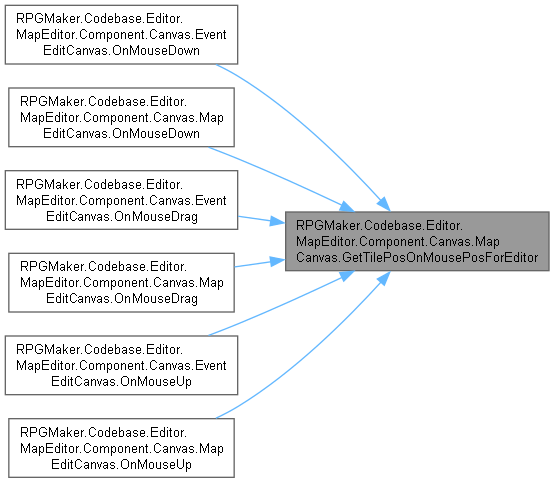 RPGMaker.Codebase.Editor.
MapEditor.Component.Canvas.Event
EditCanvas.OnMouseDown
RPGMaker.Codebase.Editor.
MapEditor.Component.Canvas.Map
EditCanvas.OnMouseDown
RPGMaker.Codebase.Editor.
MapEditor.Component.Canvas.Event
EditCanvas.OnMouseDrag
RPGMaker.Codebase.Editor.
MapEditor.Component.Canvas.Map
EditCanvas.OnMouseDrag
RPGMaker.Codebase.Editor.
MapEditor.Component.Canvas.Event
EditCanvas.OnMouseUp
RPGMaker.Codebase.Editor.
MapEditor.Component.Canvas.Map
EditCanvas.OnMouseUp
RPGMaker.Codebase.Editor.
MapEditor.Component.Canvas.Map
Canvas.GetTilePosOnMousePosForEditor